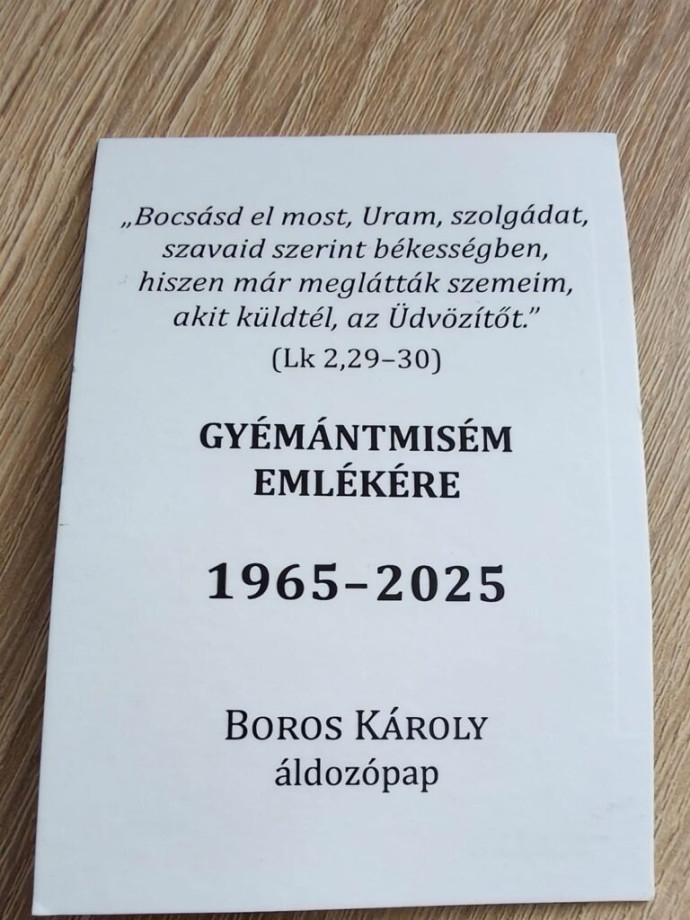 „Bocsásd el most, Uram, szolgádat,
szavaid szerint békességben,
hiszen már meglátták szemeim,
akit küldtél, az Üdvözítőt.”
(Lk 2,29–30)
GYÉMÁNTMISÉM
EMLÉKÉRE
1965–2025
BOROS KÁROLY
áldozópap